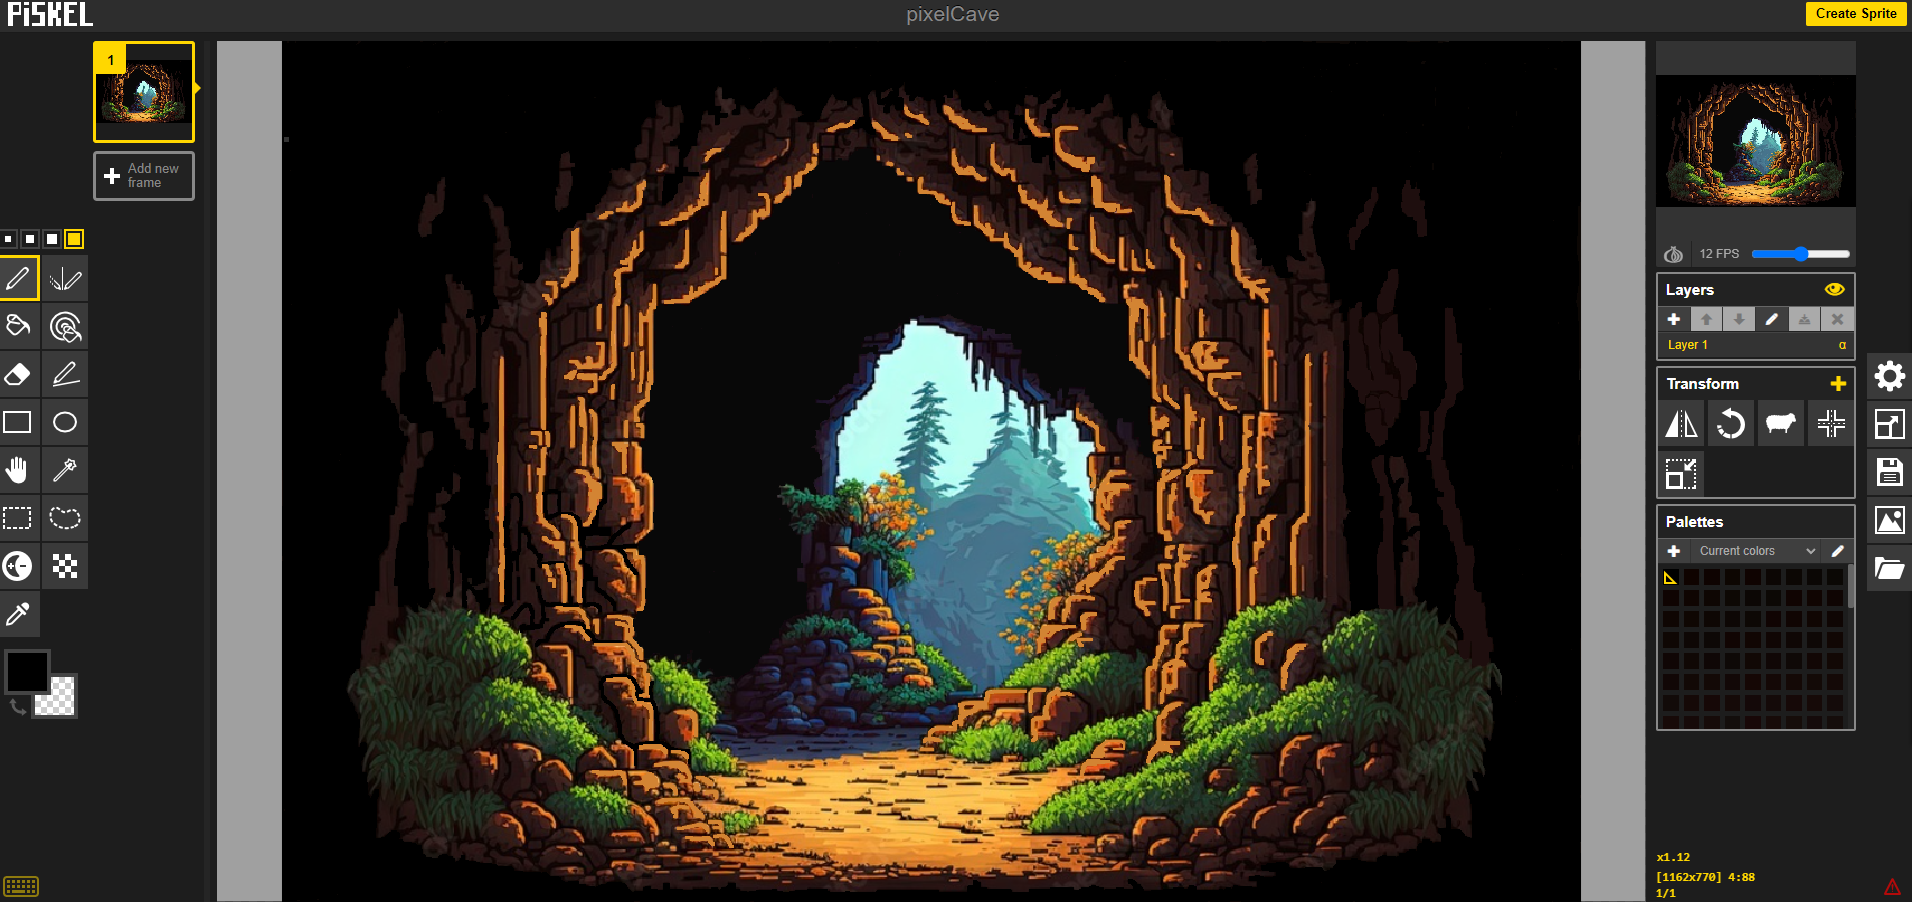 PiSKEL
pixelCave
Create Sprite
1
Add new
frame
12 FPS
Layers
Layer 1
α
Transform
Palettes
Current colors
x1.12
[1162x770] 4:88
1/1